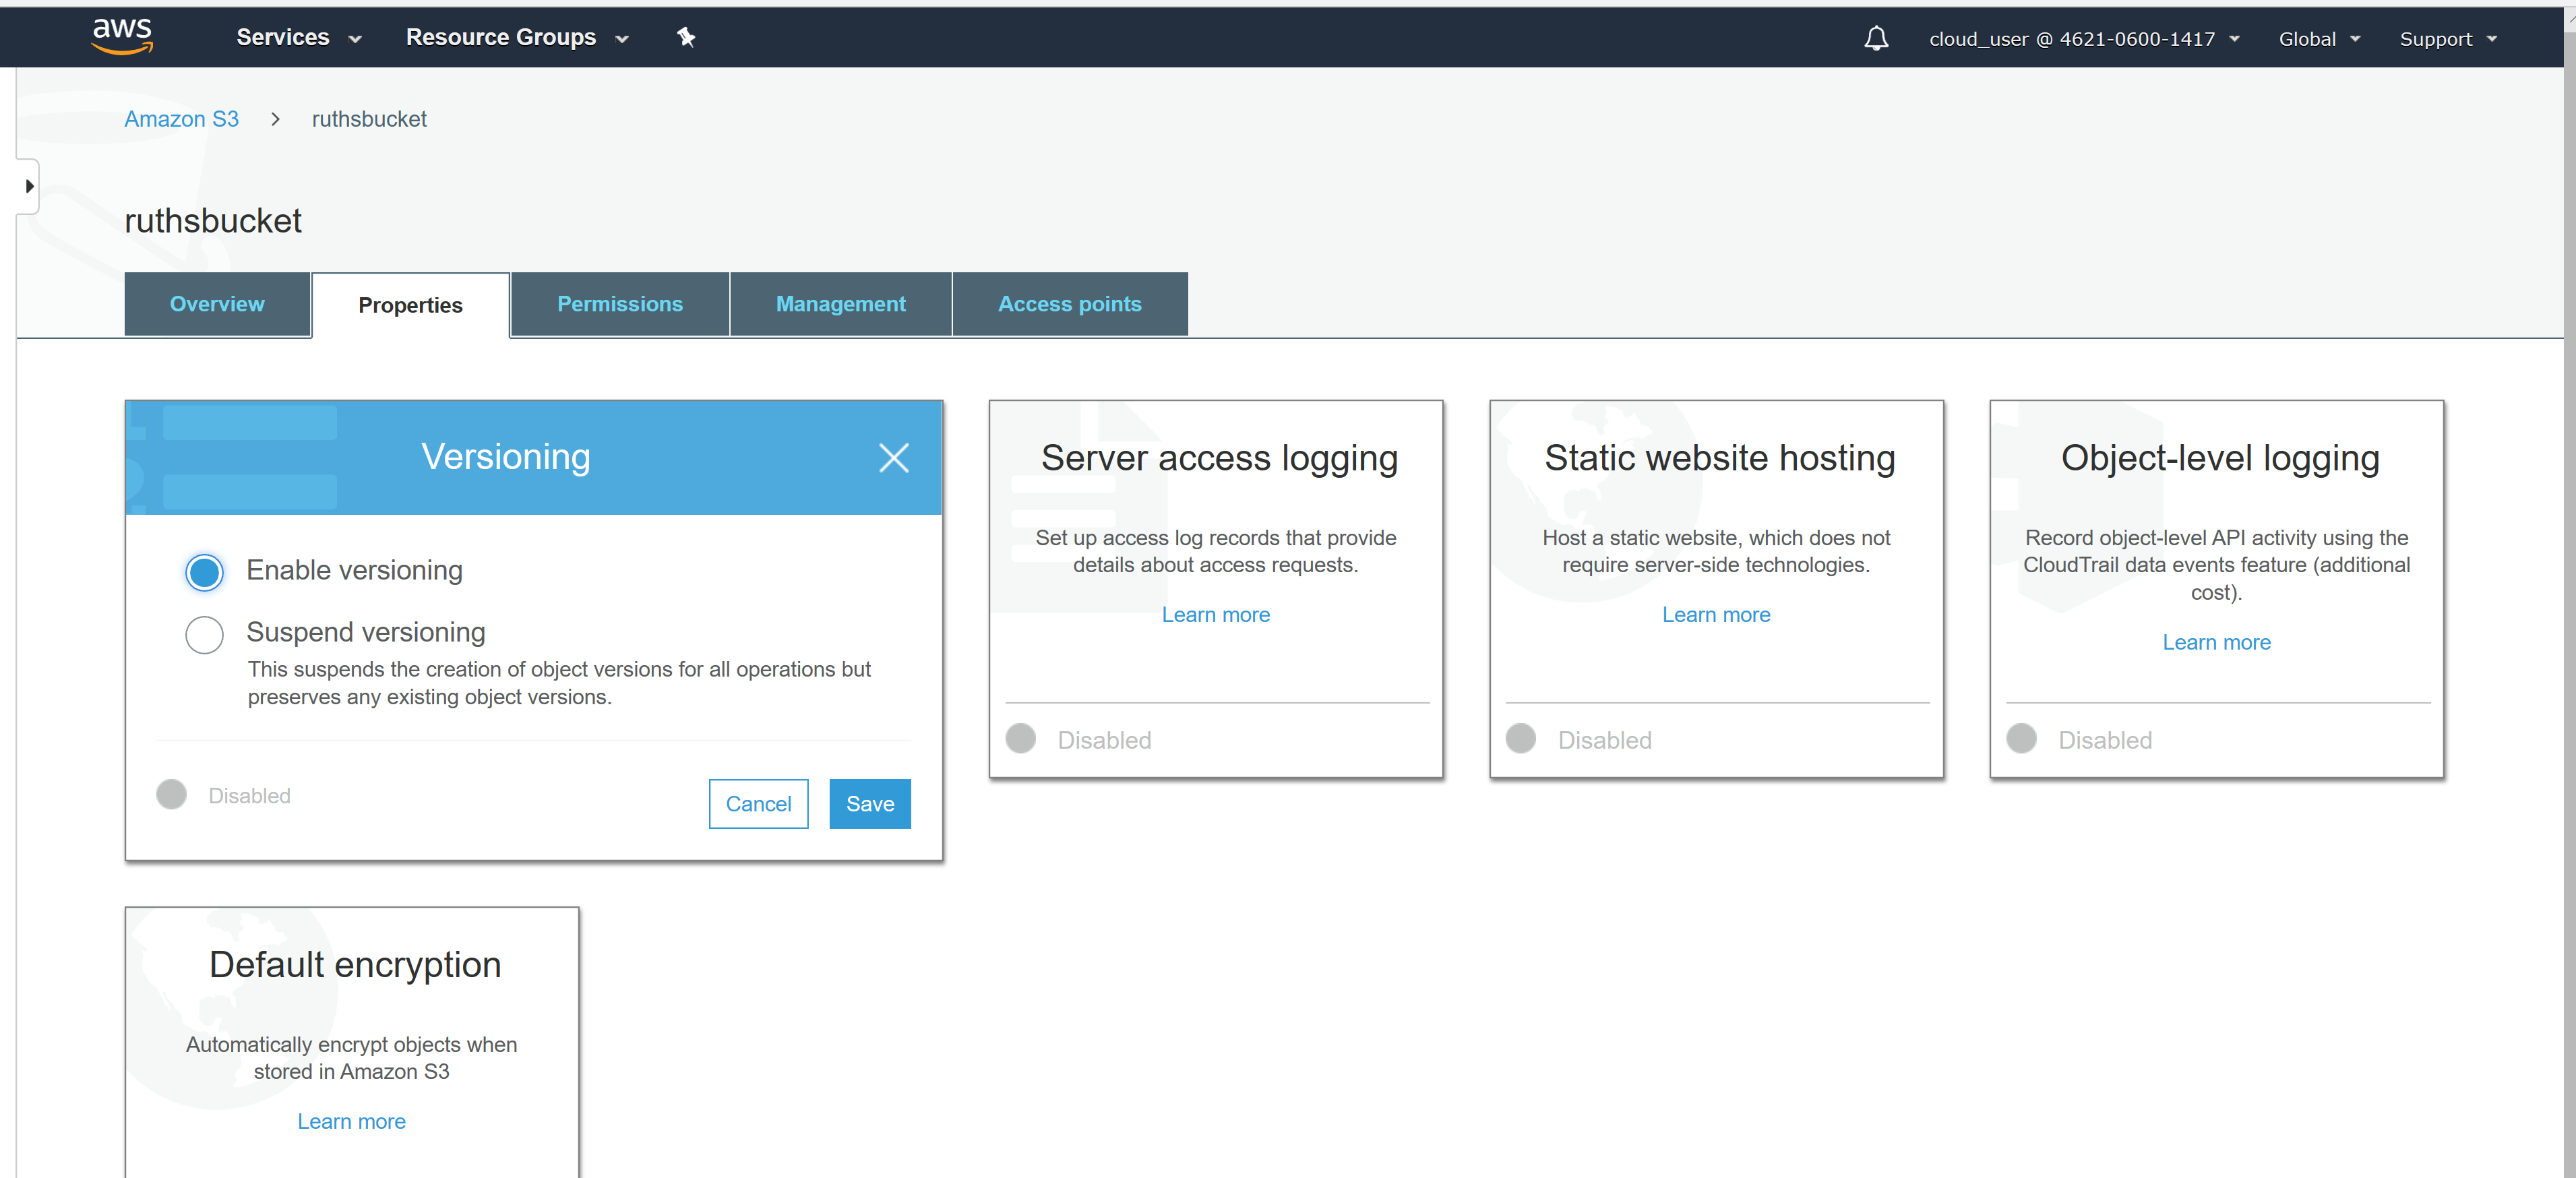 aws Services Resource Groups cloud_user @ 4621-0600-1417 Global Support
Amazon S3 > ruthsbucket
ruthsbucket
Overview Properties Permissions Management Access points
Versioning
Enable versioning
Suspend versioning
This suspends the creation of object versions for all operations but
preserves any existing object versions.
Disabled Cancel Save
Server access logging
Set up access log records that provide
details about access requests.
Learn more
Disabled
Static website hosting
Host a static website, which does not
require server-side technologies.
Learn more
Disabled
Object-level logging
Record object-level API activity using the
CloudTrail data events feature (additional
cost).
Learn more
Disabled
Default encryption
Automatically encrypt objects when
stored in Amazon S3
Learn more